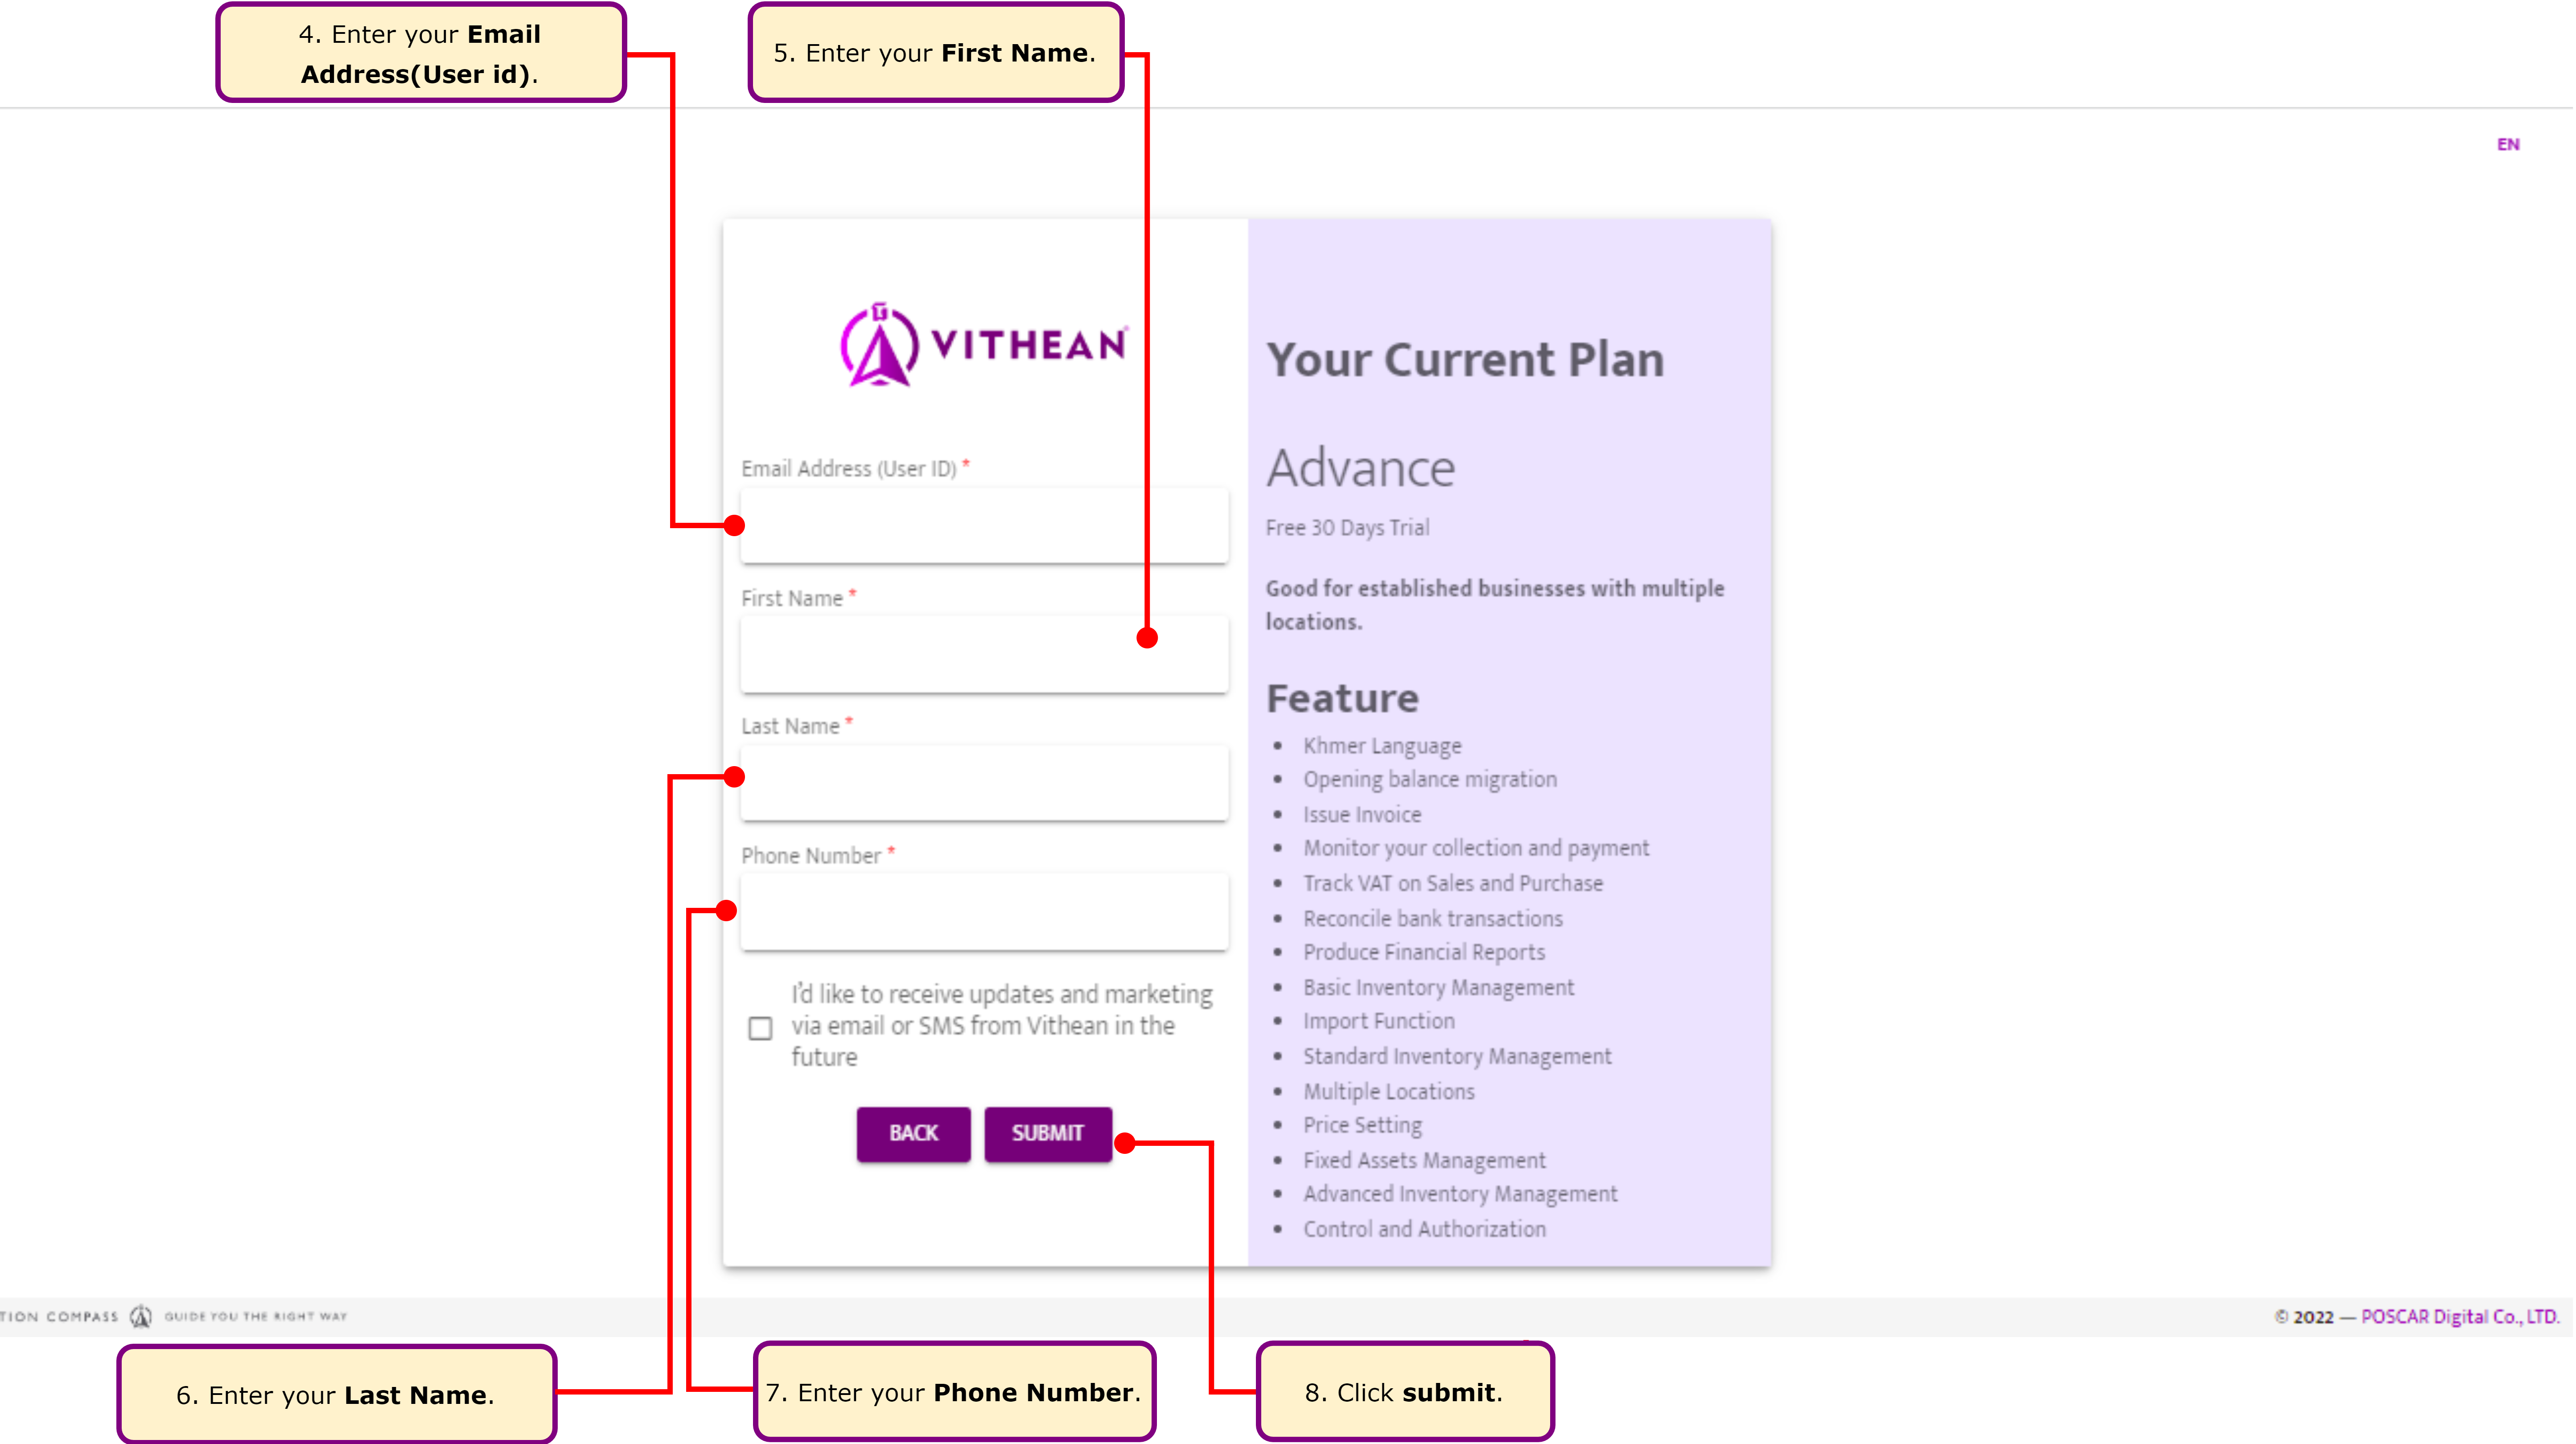 4. Enter your Email
Address(User id).
5. Enter your First Name.
EN
VITHEAN
Email Address (User ID) *
First Name *
Last Name *
Phone Number *
I'd like to receive updates and marketing
via email or SMS from Vithean in the
future
BACK
SUBMIT
Your Current Plan
Advance
Free 30 Days Trial
Good for established businesses with multiple
locations.
Feature
• Khmer Language
• Opening balance migration
• Issue Invoice
• Monitor your collection and payment
• Track VAT on Sales and Purchase
• Reconcile bank transactions
• Produce Financial Reports
• Basic Inventory Management
• Import Function
• Standard Inventory Management
• Multiple Locations
• Price Setting
• Fixed Assets Management
• Advanced Inventory Management
• Control and Authorization
TION COMPASS GUIDE YOU THE RIGHT WAY
© 2022 — POSCAR Digital Co., LTD.
6. Enter your Last Name.
7. Enter your Phone Number.
8. Click submit.